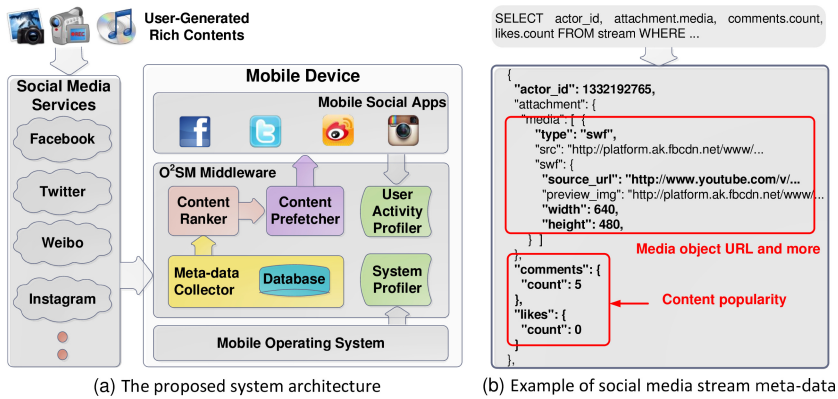 User-Generated
Rich Contents
Social Media
Services
Facebook
Twitter
Weibo
Instagram
Mobile Device
Mobile Social Apps
O²SM Middleware
Content
Ranker
Content
Prefetcher
User
Activity
Profiler
Meta-data
Collector
Database
System
Profiler
Mobile Operating System
(a) The proposed system architecture
SELECT actor_id, attachment.media, comments.count,
likes.count FROM stream WHERE ...
{
"actor_id": 1332192765,
"attachment": {
"media": [ {
"type": "swf",
"src": "http://platform.ak.fbcdn.net/www/...
"swf": {
"source_url": "http://www.youtube.com/v/...
"preview_img": "http://platform.ak.fbcdn.net/www/...
"width": 640,
"height": 480,
} ]
Media object URL and more
},
"comments": {
"count": 5
},
Content popularity
"likes": {
"count": 0
}
},
(b) Example of social media stream meta-data